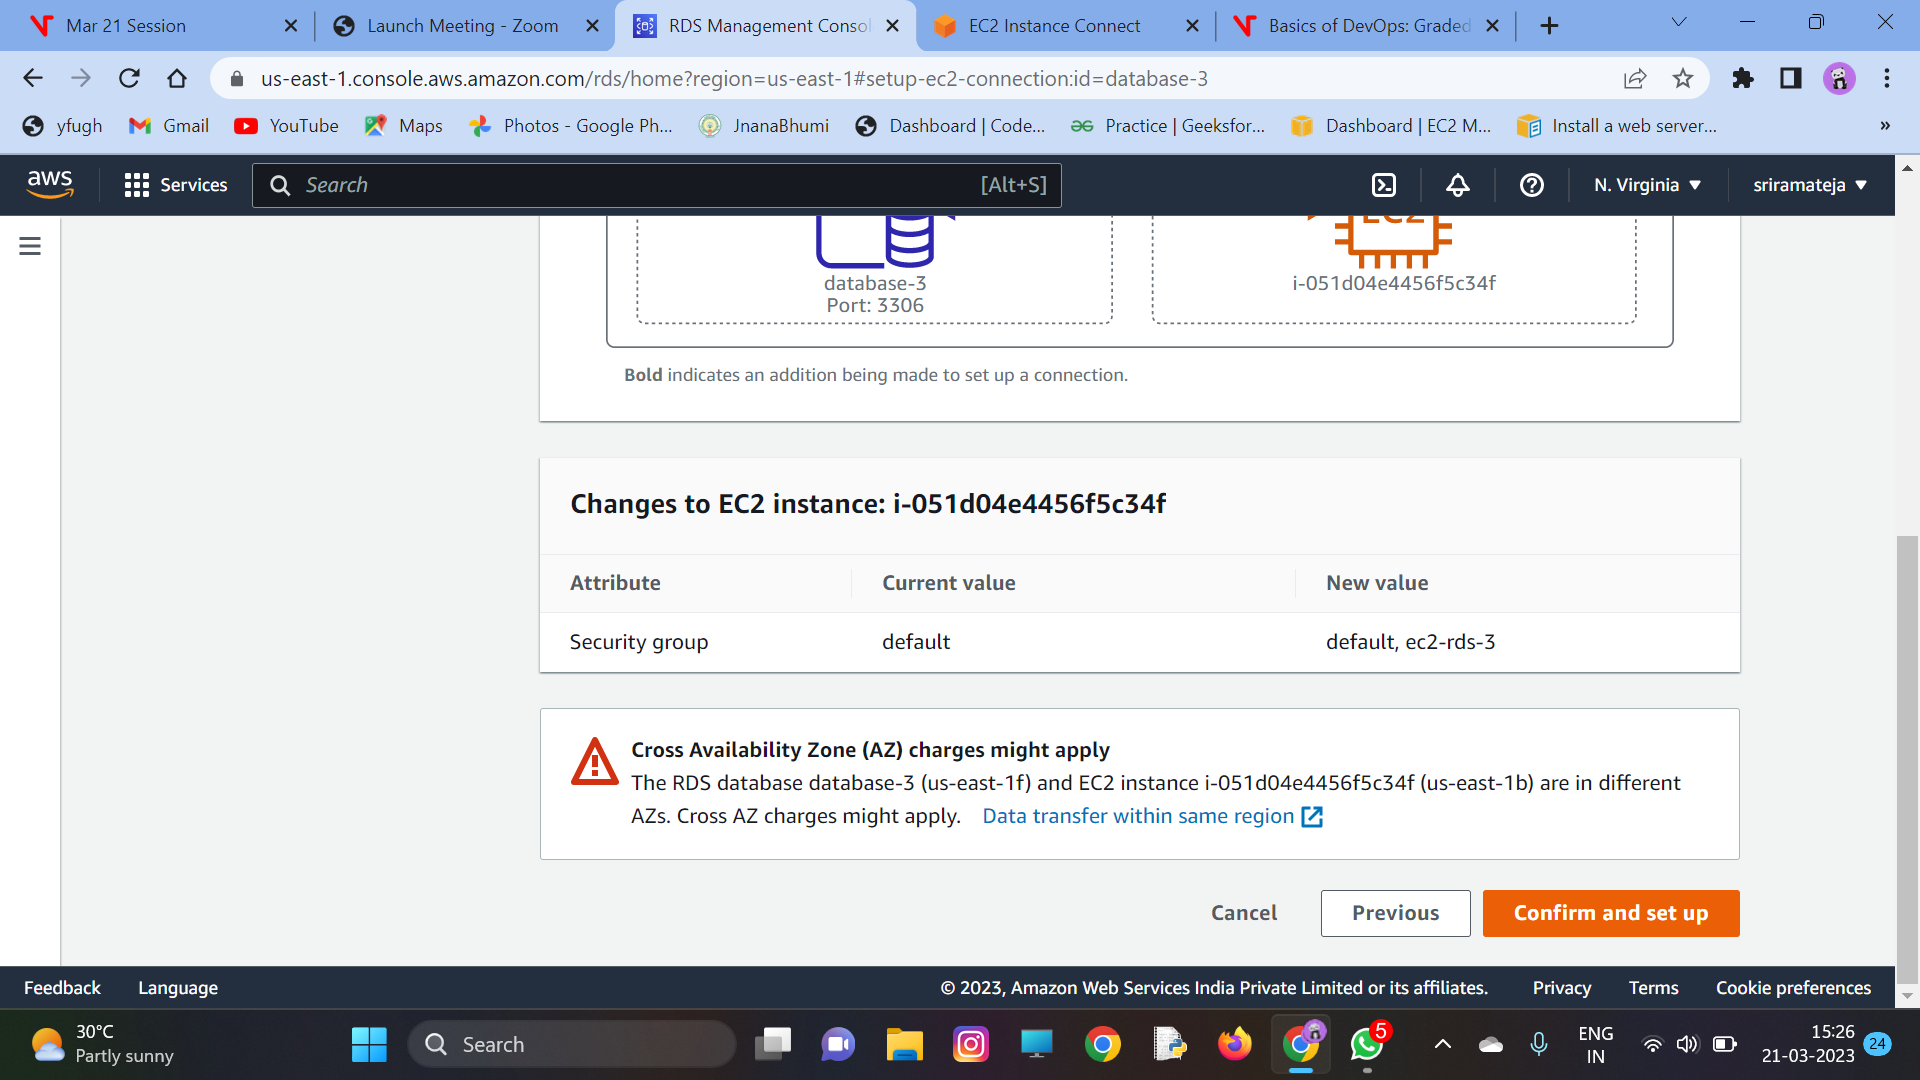 Mar 21 Session
Launch Meeting - Zoom
RDS Management Consol
EC2 Instance Connect
Basics of DevOps: Graded
us-east-1.console.aws.amazon.com/rds/home?region=us-east-1#setup-ec2-connection:id=database-3
yfugh
Gmail
YouTube
Maps
Photos - Google Ph...
JnanaBhumi
Dashboard | Code...
Practice | Geeksfor...
Dashboard | EC2 M...
Install a web server...
»
aws
Services
Search
[Alt+S]
N. Virginia
sriramateja
EC2
database-3
Port: 3306
i-051d04e4456f5c34f
Bold indicates an addition being made to set up a connection.
Changes to EC2 instance: i-051d04e4456f5c34f
Attribute
Current value
New value
Security group
default
default, ec2-rds-3
Cross Availability Zone (AZ) charges might apply
The RDS database database-3 (us-east-1f) and EC2 instance i-051d04e4456f5c34f (us-east-1b) are in different
AZs. Cross AZ charges might apply. Data transfer within same region
Cancel
Previous
Confirm and set up
Feedback
Language
© 2023, Amazon Web Services India Private Limited or its affiliates.
Privacy
Terms
Cookie preferences
30°C
Partly sunny
Search
5
ENG
IN
15:26
21-03-2023
24